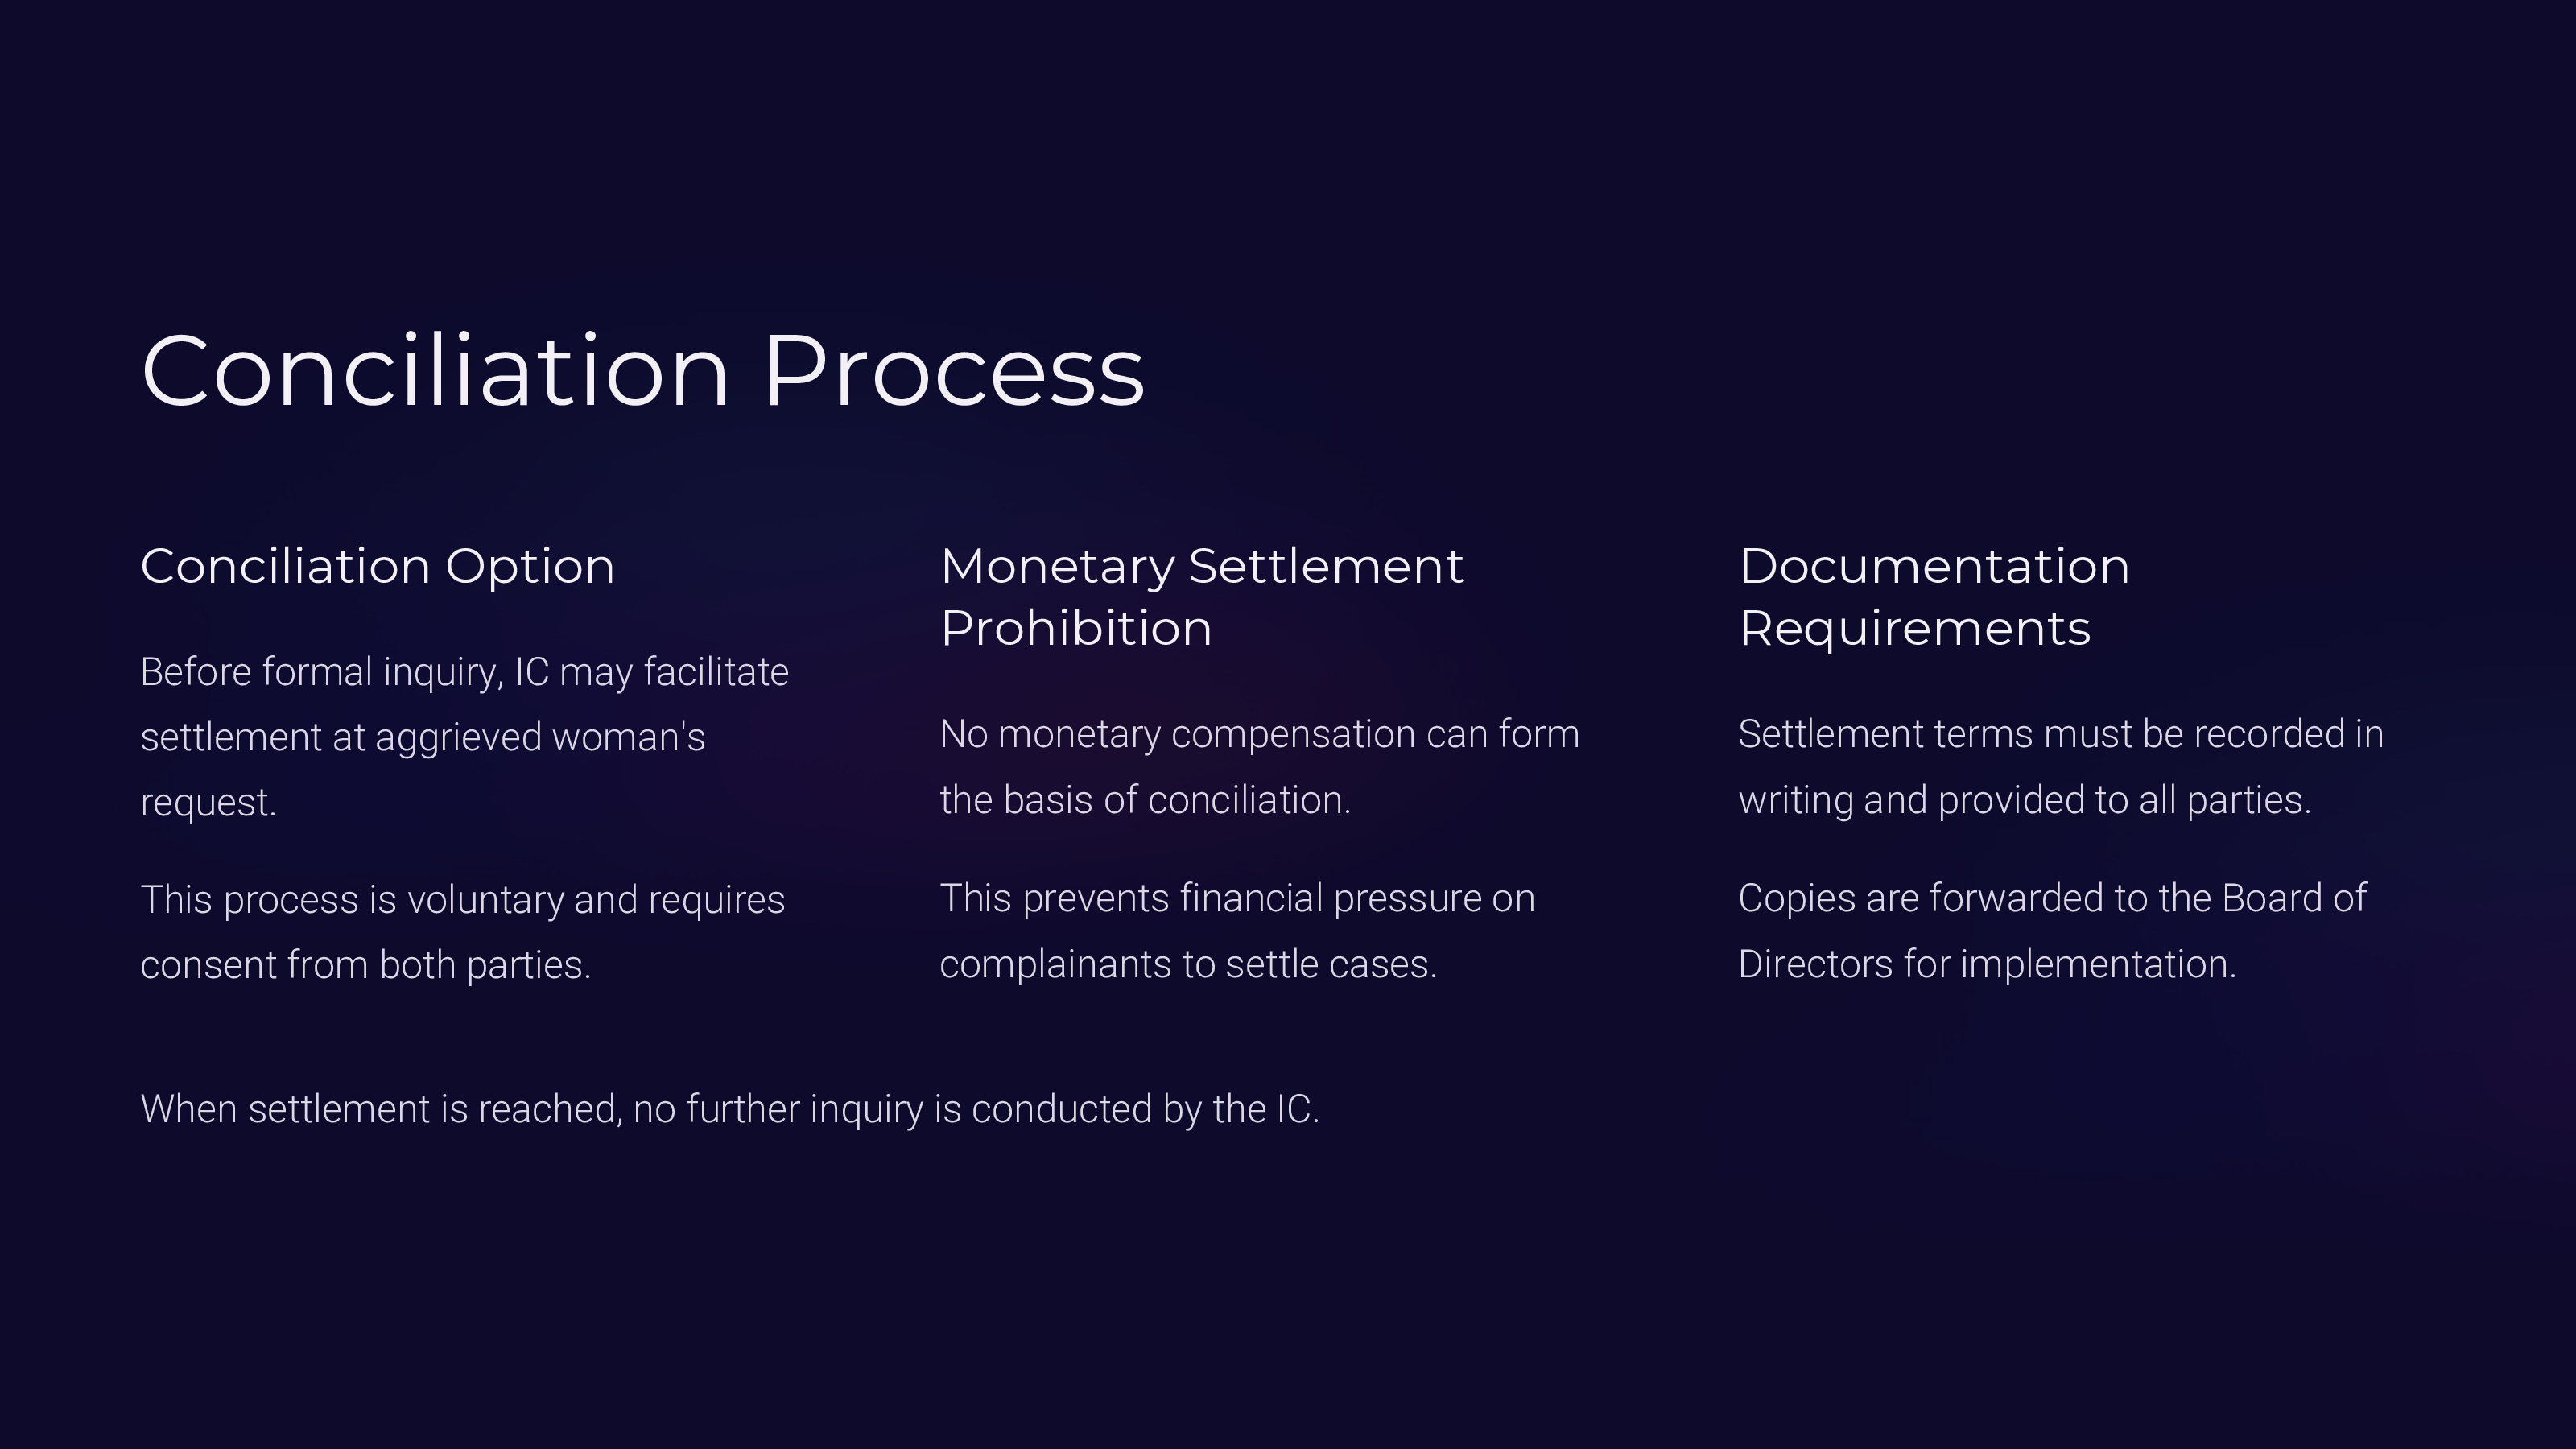 Conciliation Process
Conciliation Option
Before formal inquiry, IC may facilitate
settlement at aggrieved woman's
request.
This process is voluntary and requires
consent from both parties.
Monetary Settlement
Prohibition
No monetary compensation can form
the basis of conciliation.
This prevents financial pressure on
complainants to settle cases.
Documentation
Requirements
Settlement terms must be recorded in
writing and provided to all parties.
Copies are forwarded to the Board of
Directors for implementation.
When settlement is reached, no further inquiry is conducted by the IC.